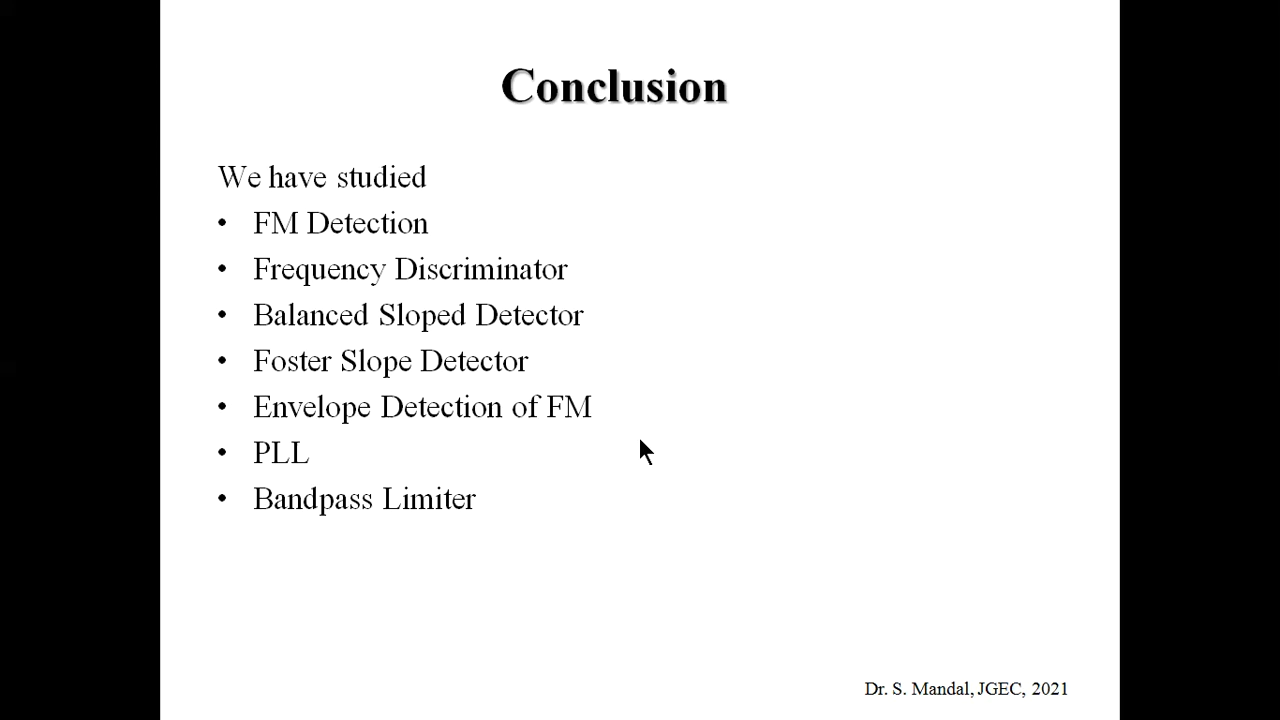 Conclusion
We have studied
• FM Detection
• Frequency Discriminator
• Balanced Sloped Detector
• Foster Slope Detector
• Envelope Detection of FM
• PLL
• Bandpass Limiter
Dr. S. Mandal, JGEC, 2021